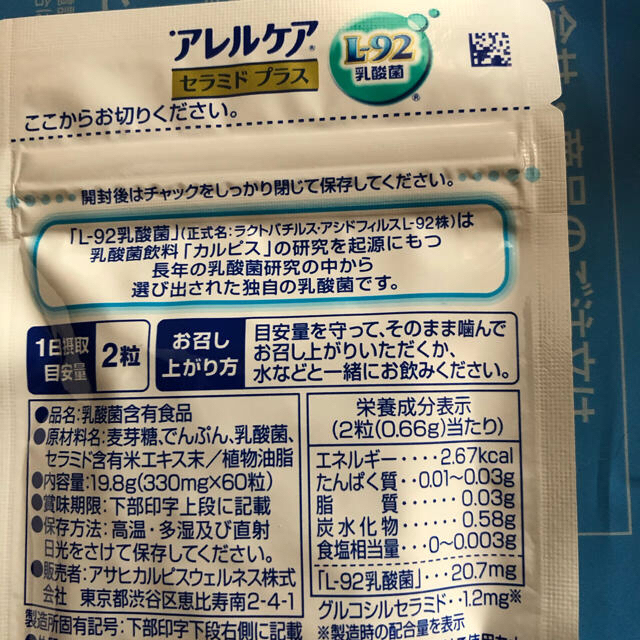 アレルケア®
セラミド プラス
L-92
乳酸菌
®
ここからお切りください。
開封後はチャックをしっかり閉じて保存してください。
「L-92乳酸菌」(正式名:ラクトバチルス・アシドフィルスL-92株)は
乳酸菌飲料「カルピス」の研究を起源にもつ
長年の乳酸菌研究の中から
選び出された独自の乳酸菌です。
1日摂取
目安量
2粒
お召し
上がり方
目安量を守って、そのまま噛んで
お召し上がりいただくか、
水などと一緒にお飲みください。
●品名:乳酸菌含有食品
●原材料名:麦芽糖、でんぷん、乳酸菌、
セラミド含有米エキス末/植物油脂
●内容量:19.8g(330mg×60粒)
●賞味期限:下部印字上段に記載
●保存方法:高温・多湿及び直射
日光をさけて保存してください。
●販売者:アサヒカルピスウェルネス株式
会社 東京都渋谷区恵比寿南2-4-1
製造所固有記号:下部印字下段右側に記載
栄養成分表示
(2粒(0.66g)当たり)
エネルギー‥‥2.67kcal
たんぱく質‥0.01~0.03g
脂質‥‥‥‥0.03g
炭水化物‥‥‥0.58g
食塩相当量‥‥0~0.003g
「L-92乳酸菌」‥‥20.7mg
グルコシルセラミド‥1.2mg※
※製造時の配合量を表示
会社・商品のご注文は